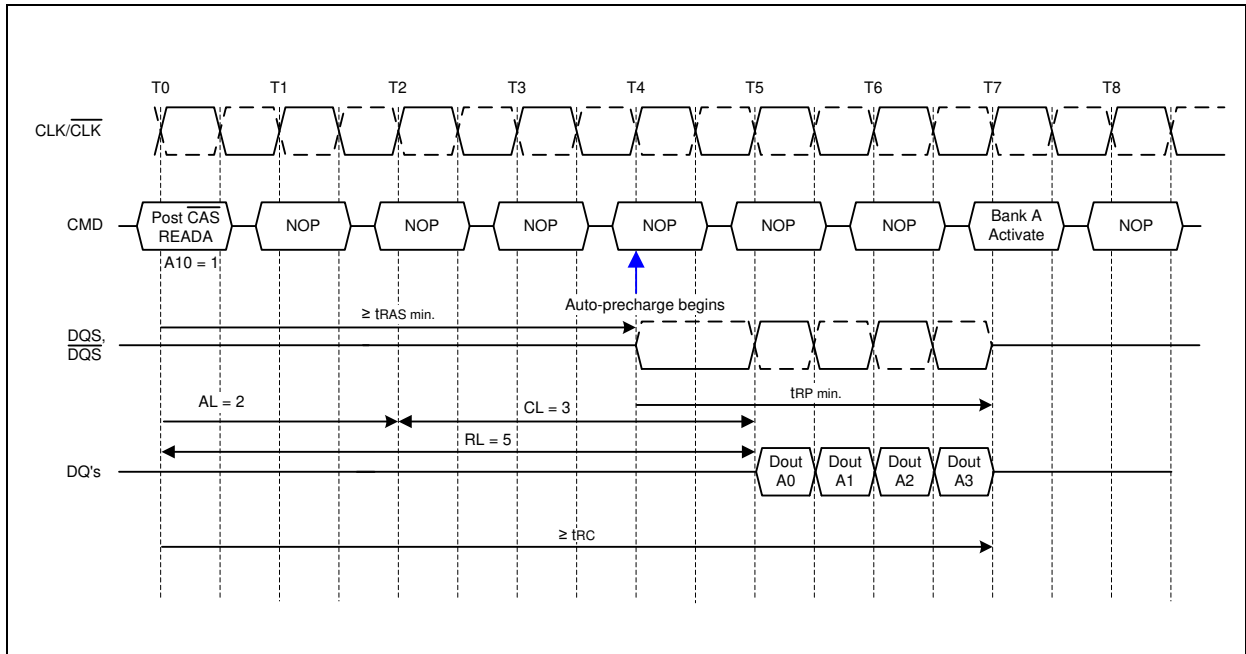 T0 T1 T2 T3 T4 T5 T6 T7 T8
CLK/CLK
CMD
Post CAS
READA
NOP
NOP
NOP
NOP
NOP
NOP
Bank A
Activate
NOP
A10 = 1
Auto-precharge begins
≥ tRAS min.
DQS,
DQS
tRP min.
AL = 2
CL = 3
RL = 5
DQ's
Dout
A0
Dout
A1
Dout
A2
Dout
A3
≥ tRC